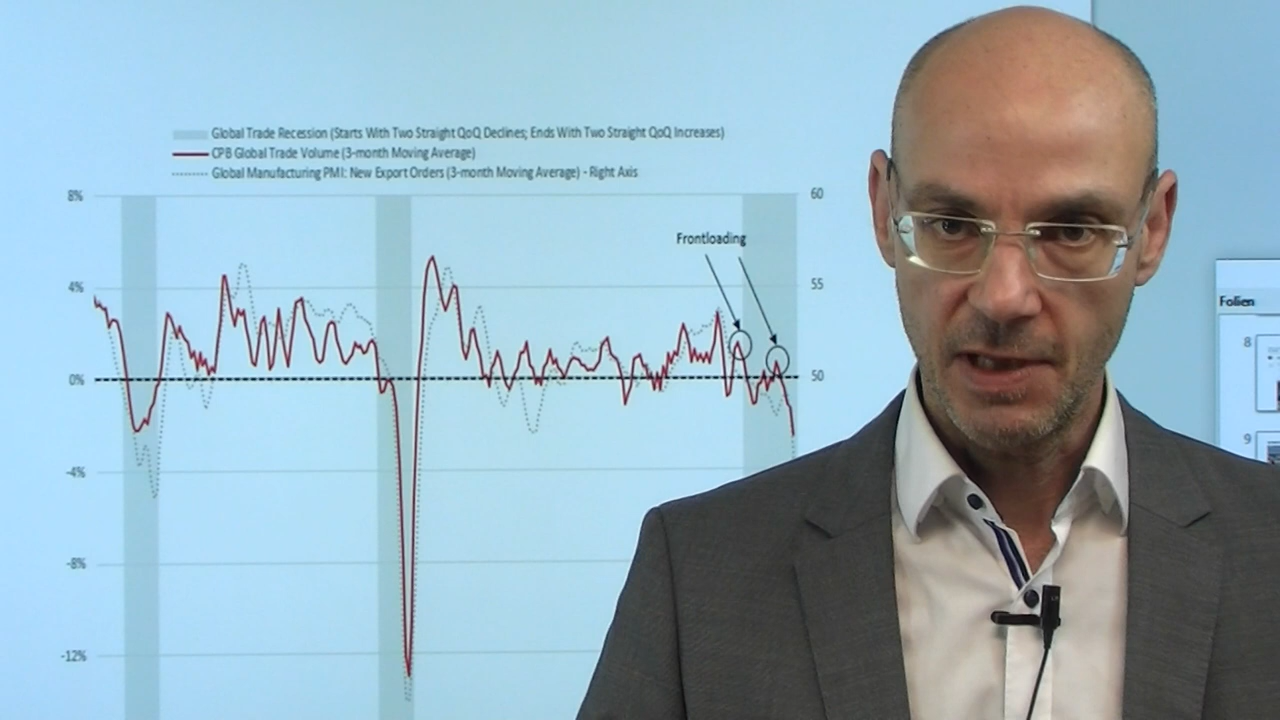 Global Trade Recession (Starts With Two Straight QoQ Declines; Ends With Two Straight QoQ Increases)
CPB Global Trade Volume (3-month Moving Average)
Global Manufacturing PMI: New Export Orders (3-month Moving Average) - Right Axis
8% 60
Frontloading
4% 55
Folien
8
0% 50
9
-4%
-8%
-12%